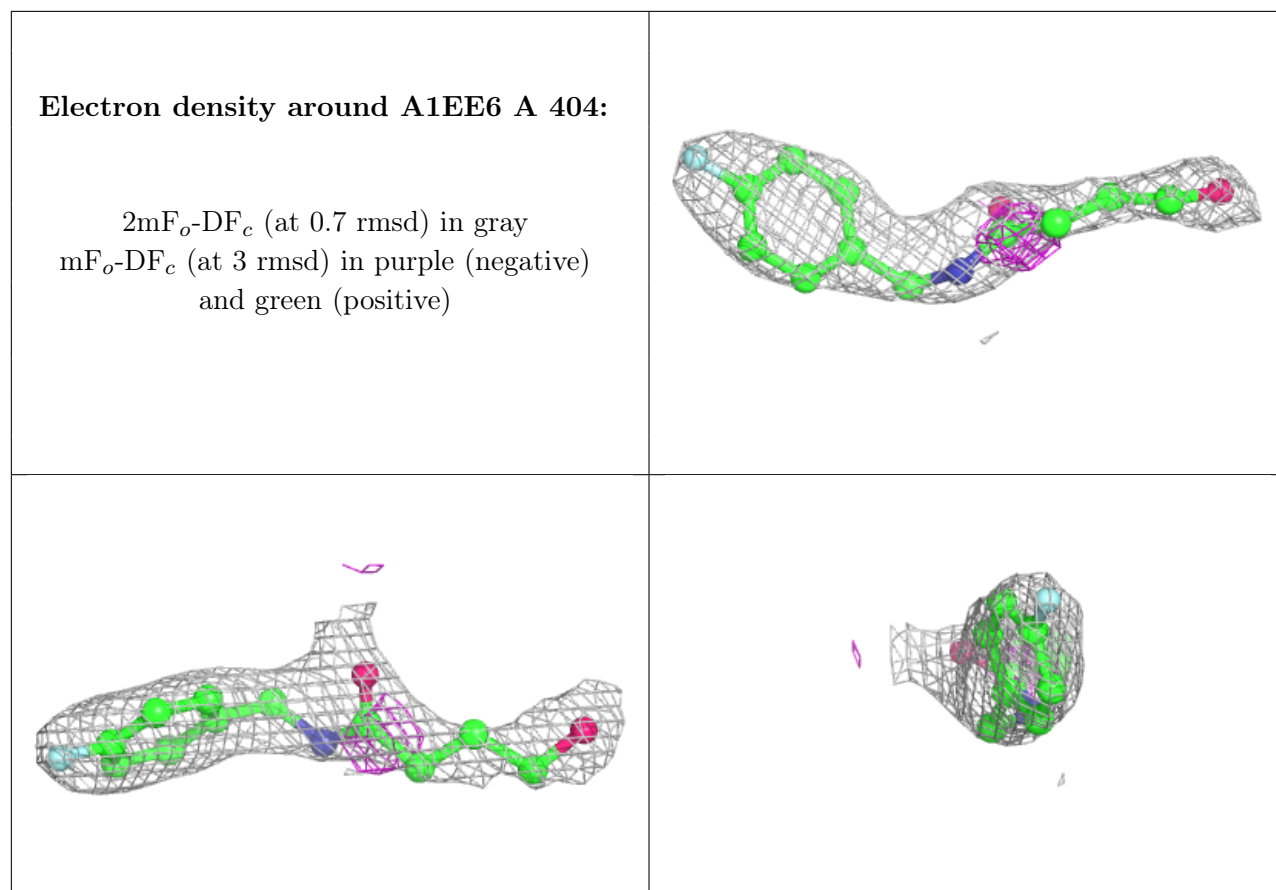 Electron density around A1EE6 A 404:
2mFₒ-DF𝒸 (at 0.7 rmsd) in gray
mFₒ-DF𝒸 (at 3 rmsd) in purple (negative)
and green (positive)